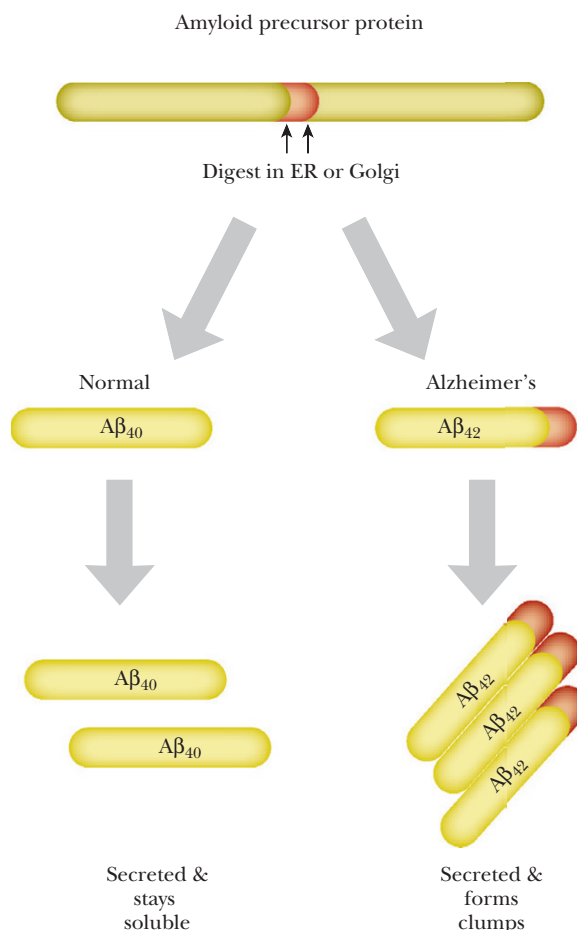 Amyloid precursor protein
Digest in ER or Golgi
Normal
Aβ₄₀
Alzheimer’s
Aβ₄₂
Aβ₄₀
Aβ₄₀
Aβ₄₂
Aβ₄₂
Aβ₄₂
Secreted &
stays
soluble
Secreted &
forms
clumps